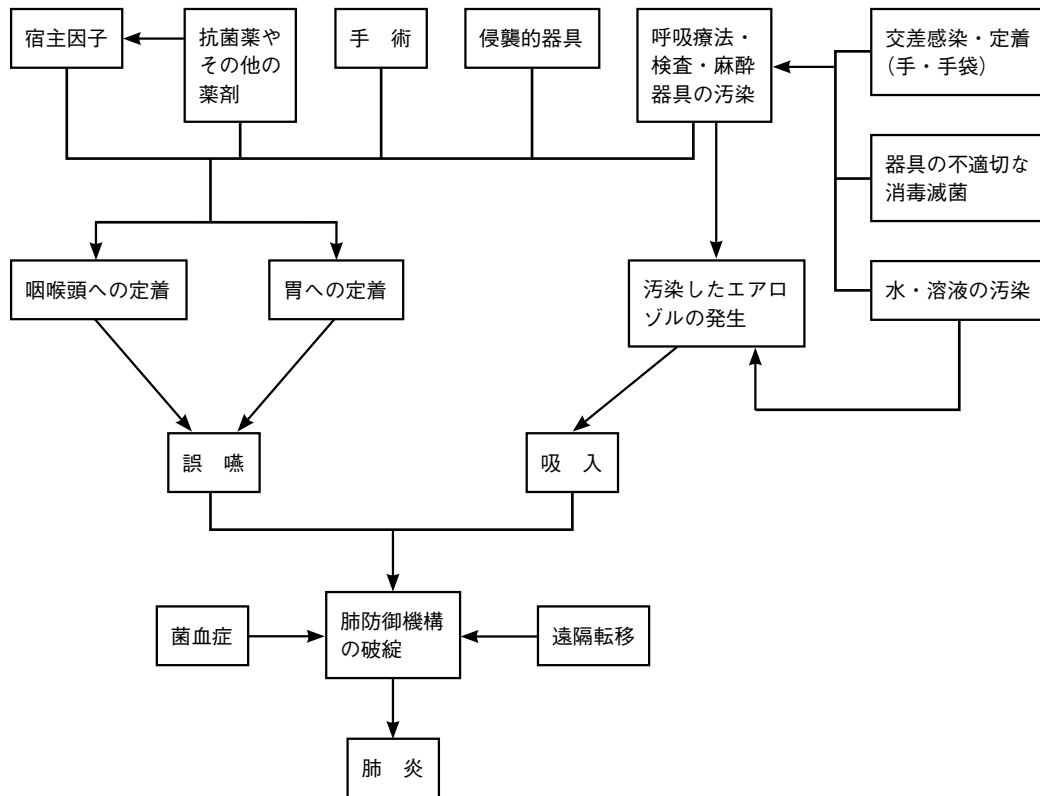 宿主因子
抗菌薬や
その他の
薬剤
手　術
侵襲的器具
呼吸療法・
検査・麻酔
器具の汚染
交差感染・定着
（手・手袋）
器具の不適切な
消毒滅菌
咽喉頭への定着
胃への定着
汚染したエアロ
ゾルの発生
水・溶液の汚染
誤　嚥
吸　入
菌血症
肺防御機構
の破綻
遠隔転移
肺　炎